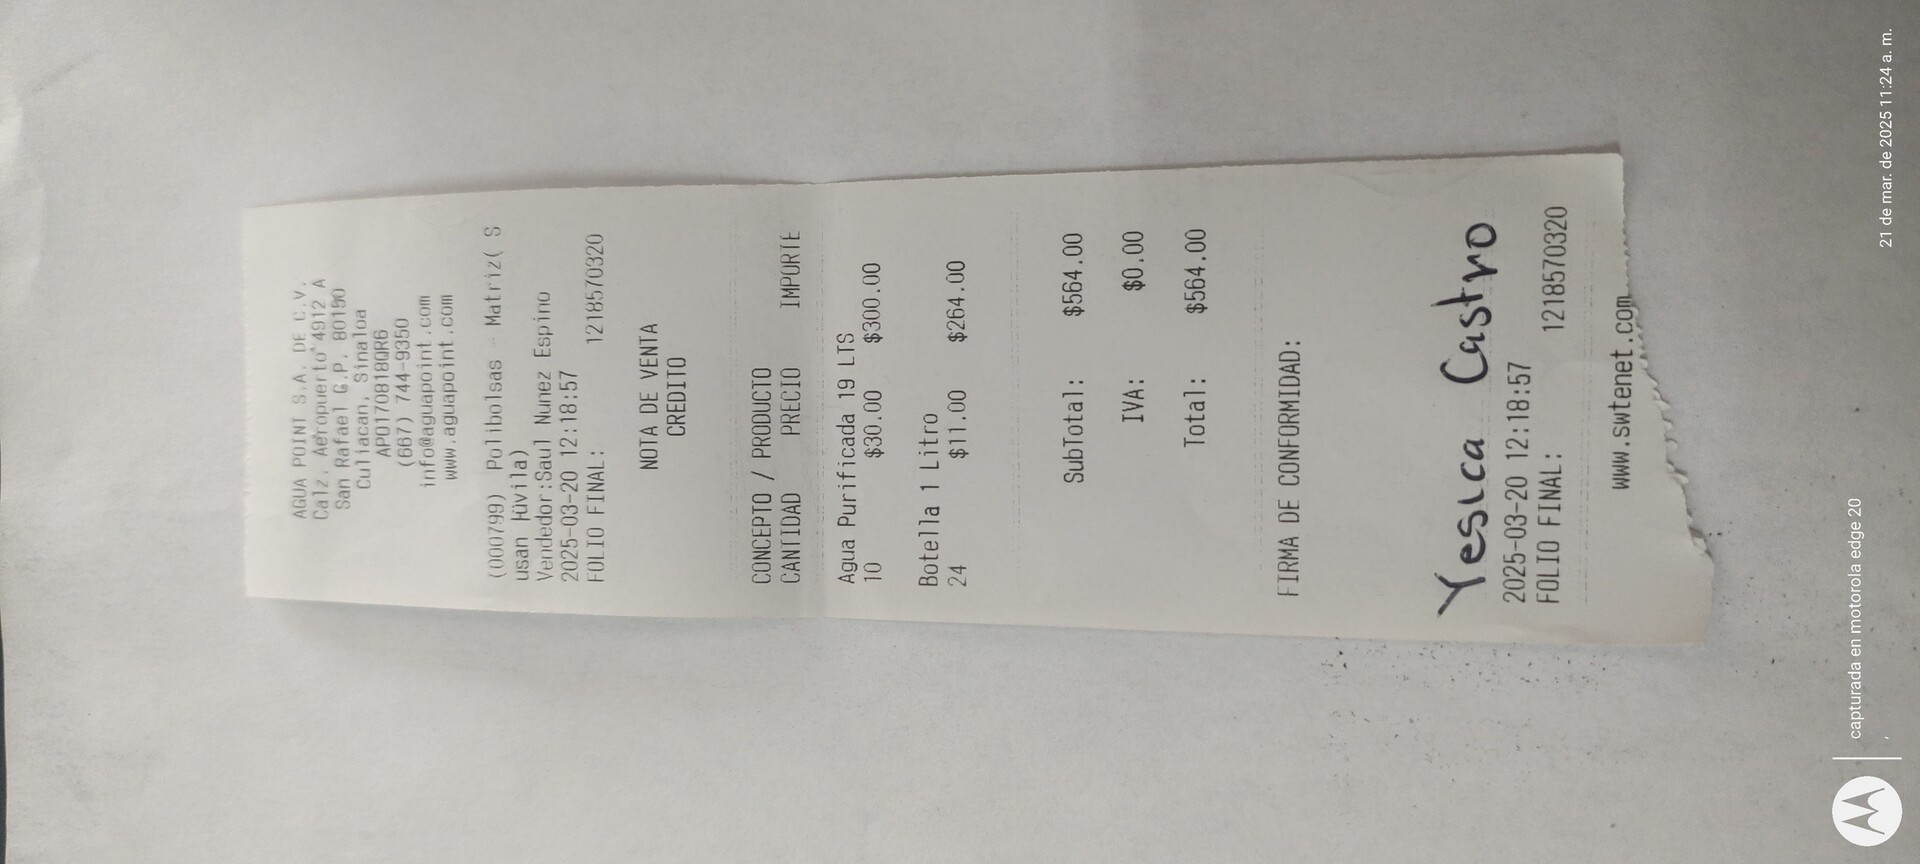 AGUA POINT S.A. DE C.V.
Calz. Aeropuerto 4912 A
San Rafael C.P. 80150
Culiacan, Sinaloa
APO170818QR6
(667) 744-9350
info@aguapoint.com
www.aguapoint.com
(000799) Polibolsas - Matriz( S
usan
Vendedor:Saul Nunez Espino
2025-03-20 12:18:57
FOLIO FINAL: 1218570320
NOTA DE VENTA
CREDITO
CONCEPTO / PRODUCTO
CANTIDAD PRECIO IMPORTE
Agua Purificada 19 LTS
10 $30.00 $300.00
Botella 1 Litro
24 $11.00 $264.00
SubTotal: $564.00
IVA: $0.00
Total: $564.00
FIRMA DE CONFORMIDAD:
Yesica Castro
2025-03-20 12:18:57
FOLIO FINAL: 1218570320
www.swtenet.com
capturada en motorola edge 20
21 de mar. de 2025 11:24 a. m.